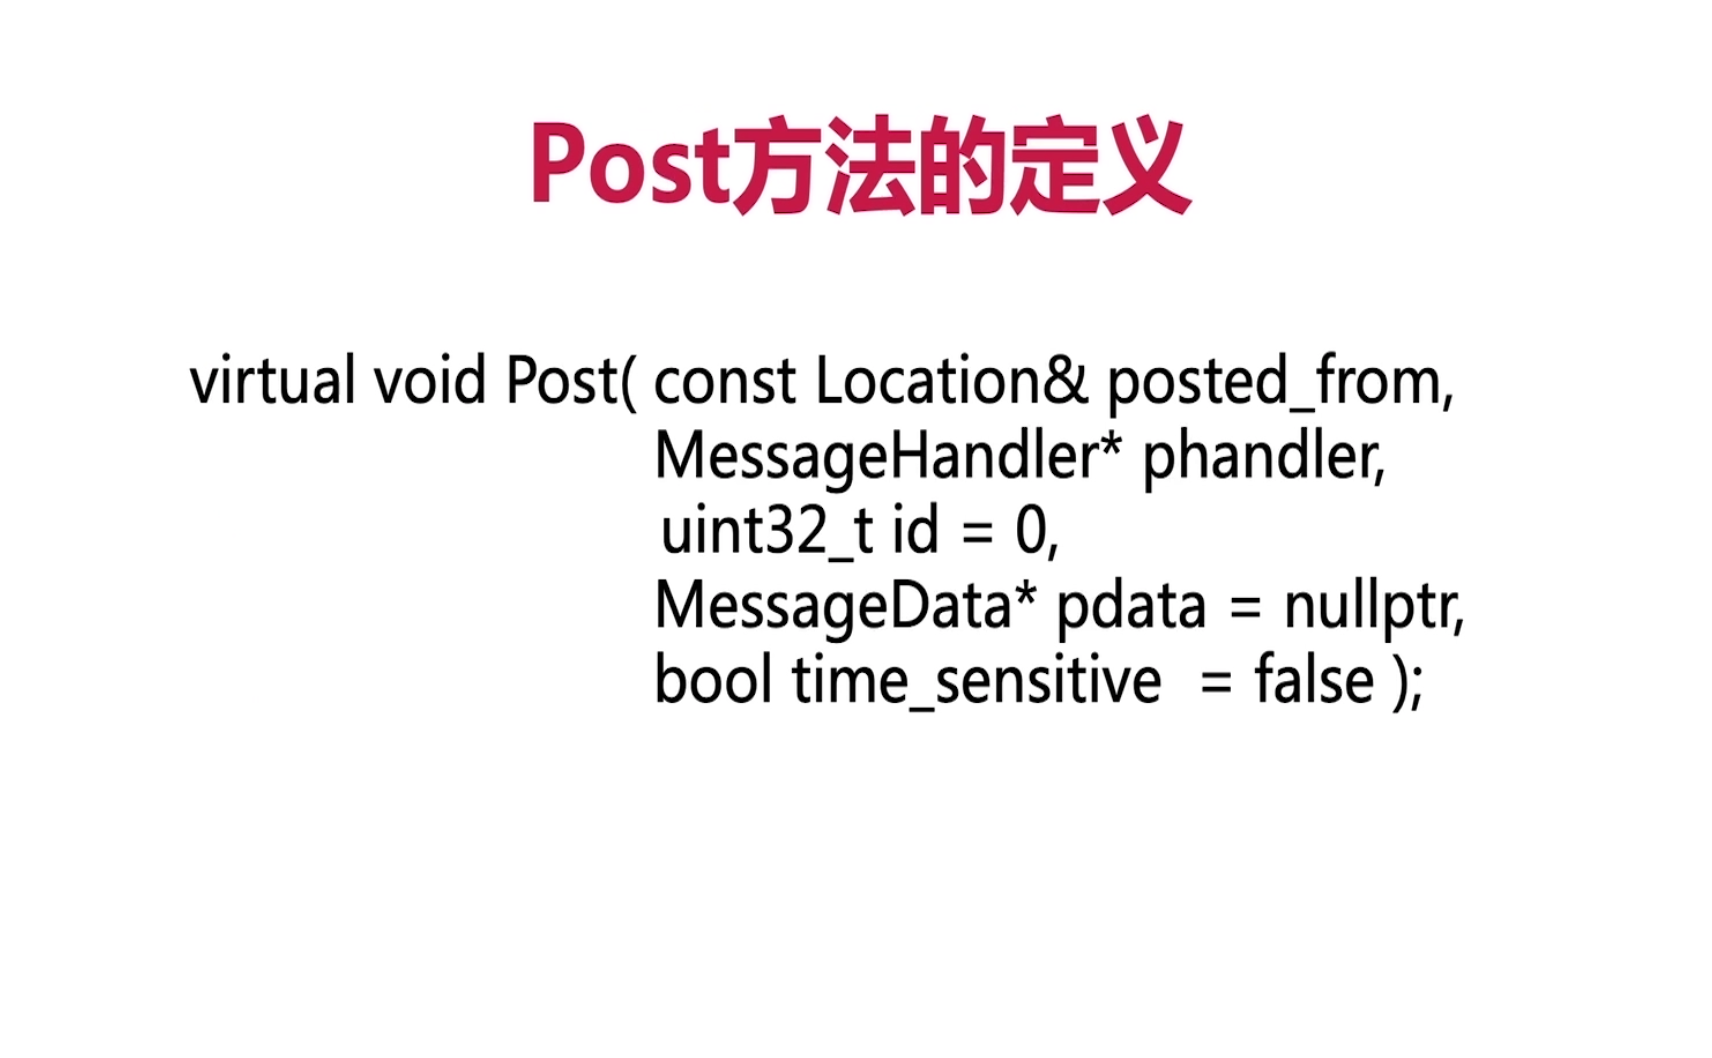 Post方法的定义
virtual void Post( const Location& posted_from,
MessageHandler* phandler,
uint32_t id = 0,
MessageData* pdata = nullptr,
bool time_sensitive  = false );